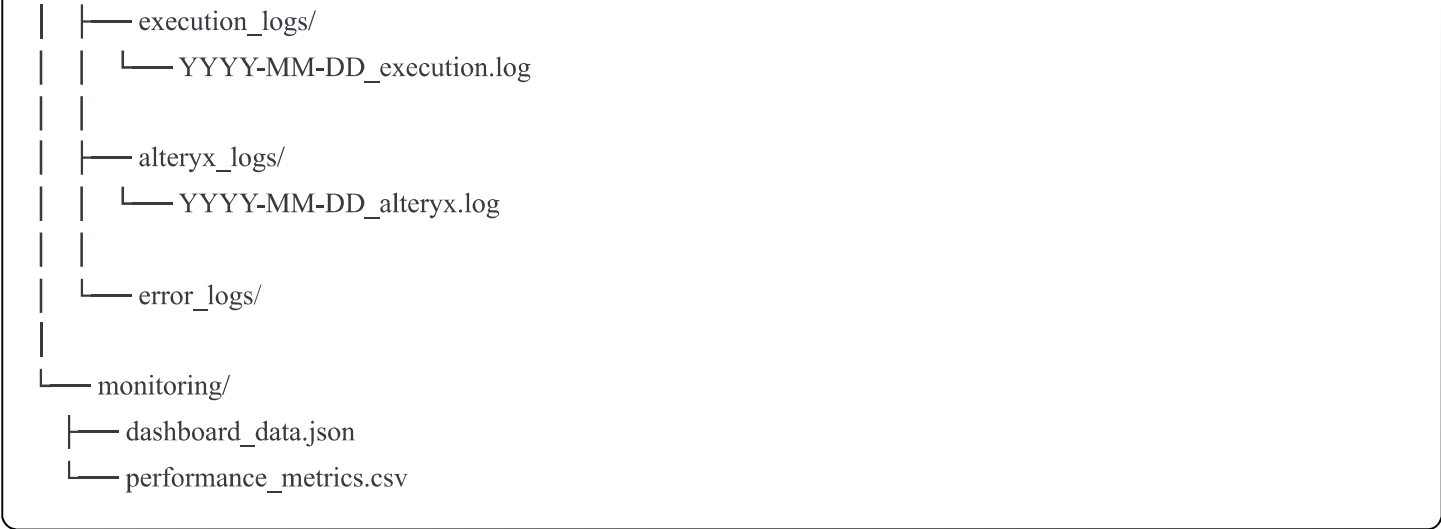 │   ├── execution_logs/
│   │   └── YYYY-MM-DD_execution.log
│   │
│   ├── alteryx_logs/
│   │   └── YYYY-MM-DD_alteryx.log
│   │
│   └── error_logs/
│
└── monitoring/
    ├── dashboard_data.json
    └── performance_metrics.csv